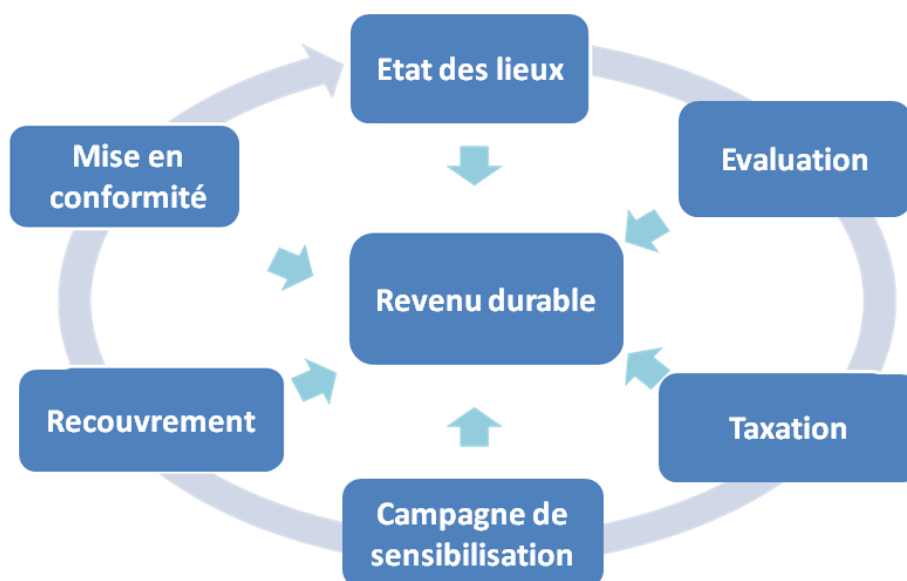 Etat des lieux
Evaluation
Mise en
conformité
Revenu durable
Recouvrement
Taxation
Campagne de
sensibilisation